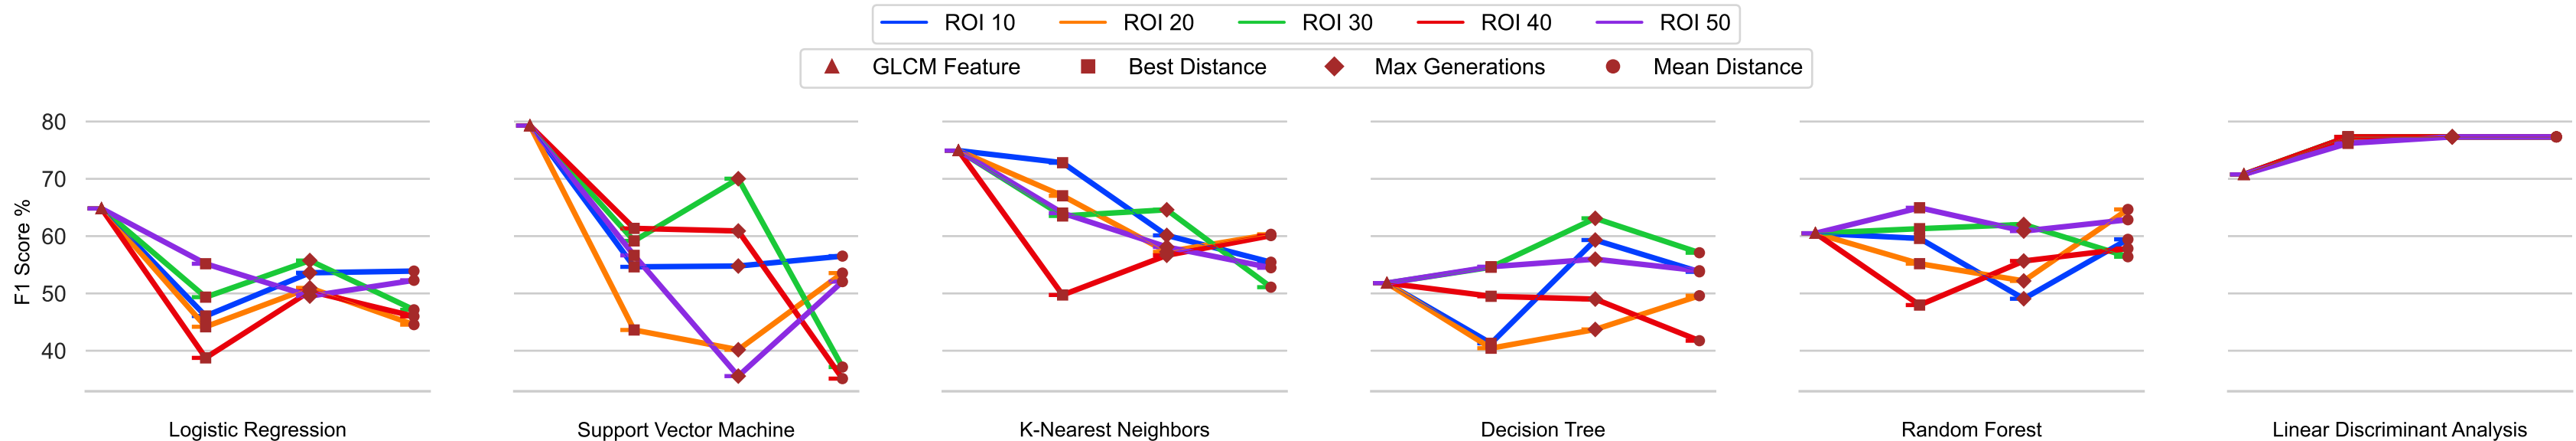 ROI 10 ROI 20 ROI 30 ROI 40 ROI 50
GLCM Feature Best Distance Max Generations Mean Distance
F1 Score %
80
70
60
50
40
Logistic Regression Support Vector Machine K-Nearest Neighbors Decision Tree Random Forest Linear Discriminant Analysis